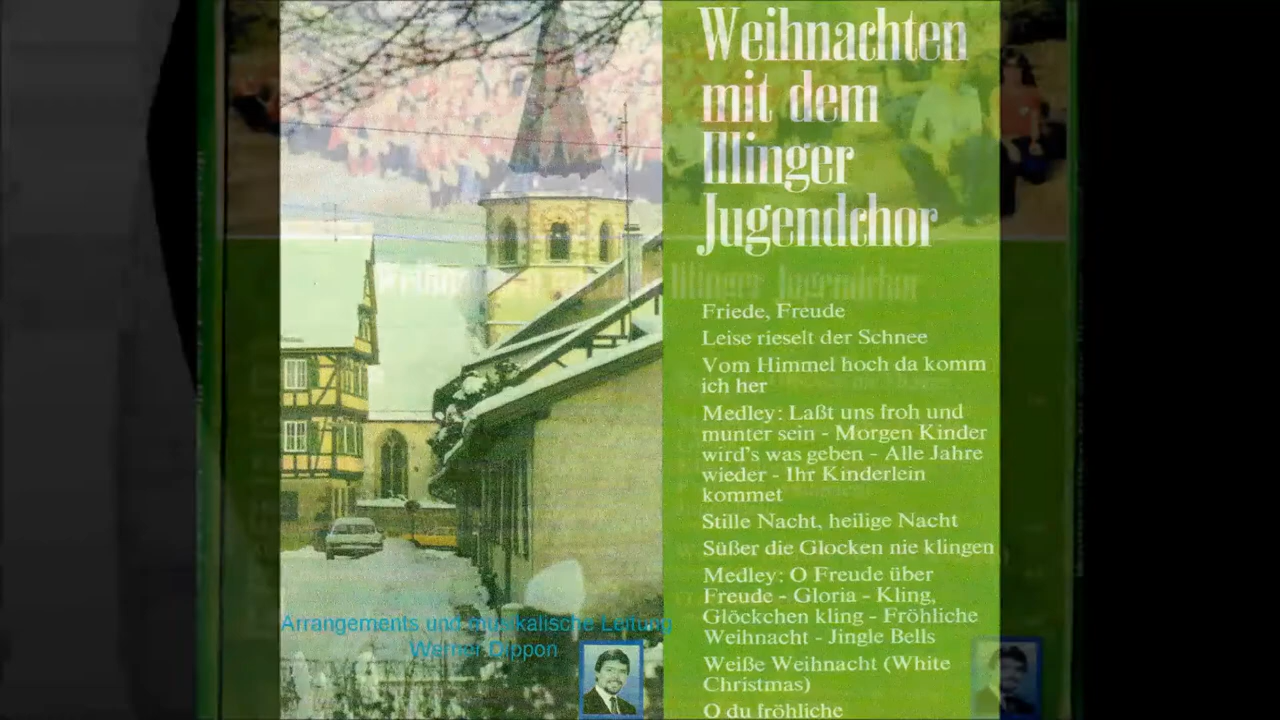 Weihnachten
mit dem
Illinger
Jugendchor
Illinger Jugendchor
Friede, Freude
Leise rieselt der Schnee
Vom Himmel hoch da komm
ich her
Medley: Laßt uns froh und
munter sein - Morgen Kinder
wird's was geben - Alle Jahre
wieder - Ihr Kinderlein
kommet
Stille Nacht, heilige Nacht
Süßer die Glocken nie klingen
Medley: O Freude über
Freude - Gloria - Kling,
Glöckchen kling - Fröhliche
Weihnacht - Jingle Bells
Weiße Weihnacht (White
Christmas)
O du fröhliche
Arrangements und musikalische Leitung
Werner Dippon